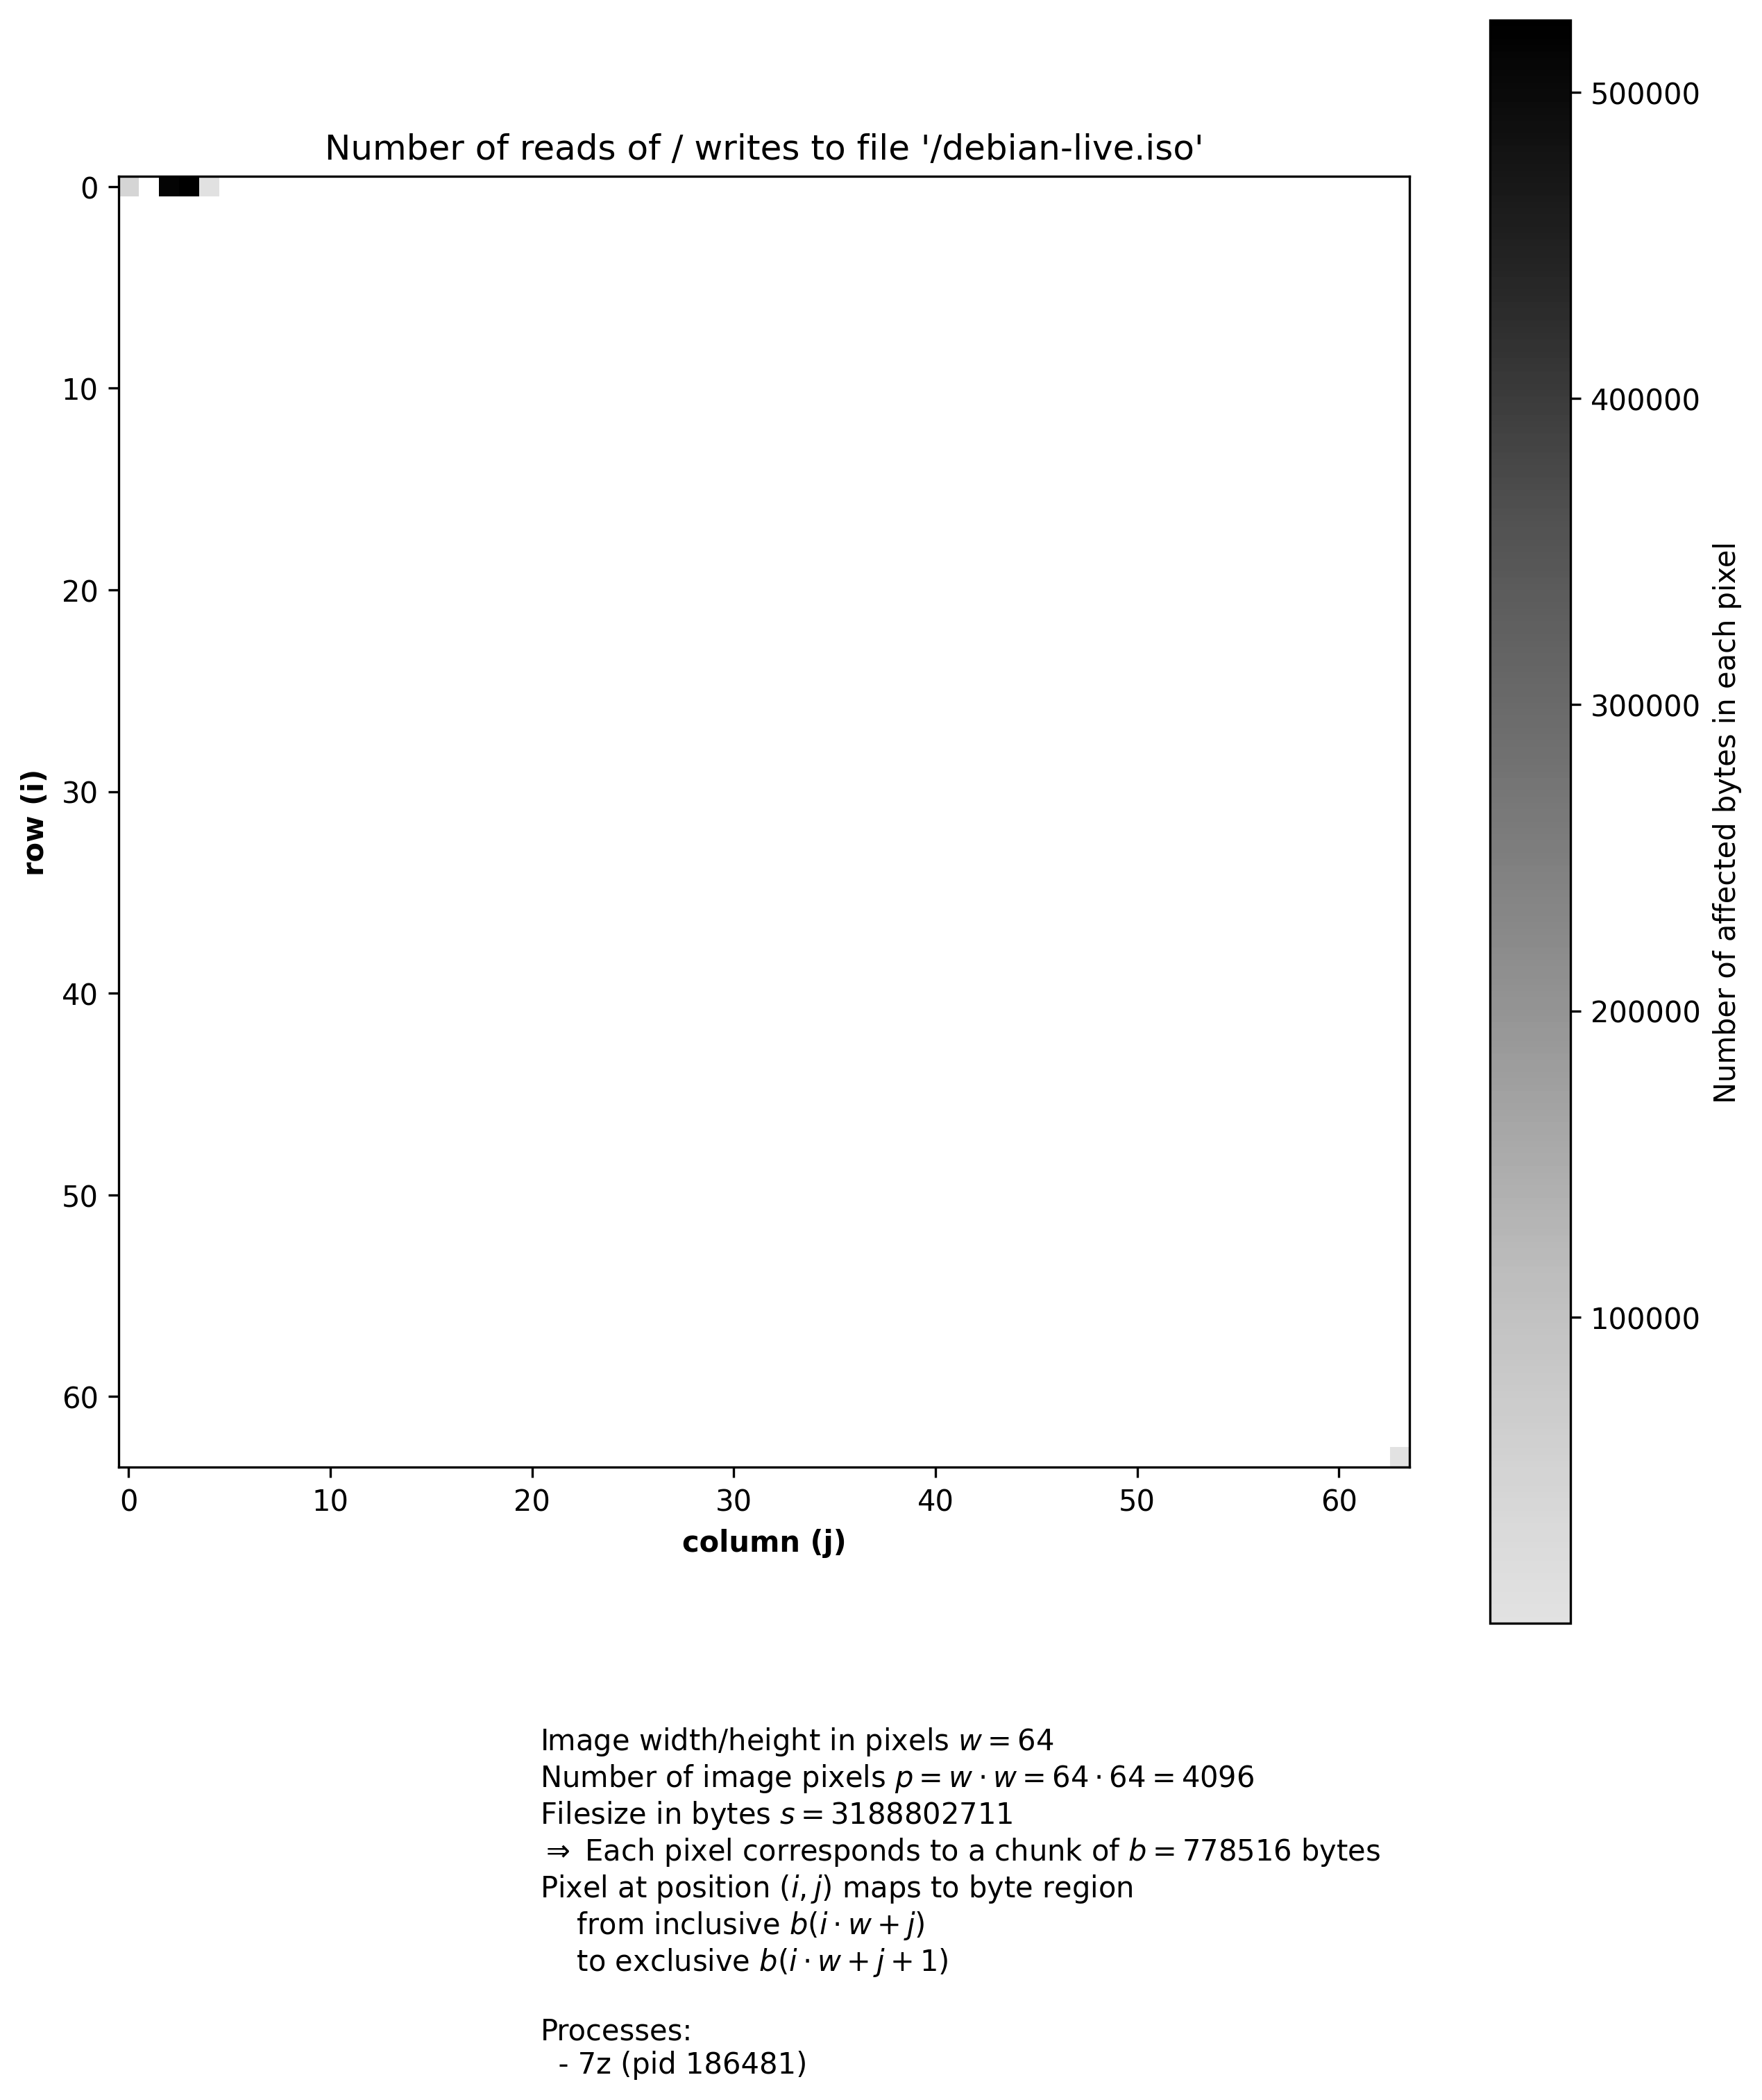 Number of reads of / writes to file '/debian-live.iso'
0
10
20
30
40
50
60
row (i)
0 10 20 30 40 50 60
column (j)
500000
400000
300000
200000
100000
Number of affected bytes in each pixel
Image width/height in pixels w = 64
Number of image pixels p = w · w = 64 · 64 = 4096
Filesize in bytes s = 3188802711
⇒ Each pixel corresponds to a chunk of b = 778516 bytes
Pixel at position (i, j) maps to byte region
from inclusive b(i · w + j)
to exclusive b(i · w + j + 1)
Processes:
- 7z (pid 186481)